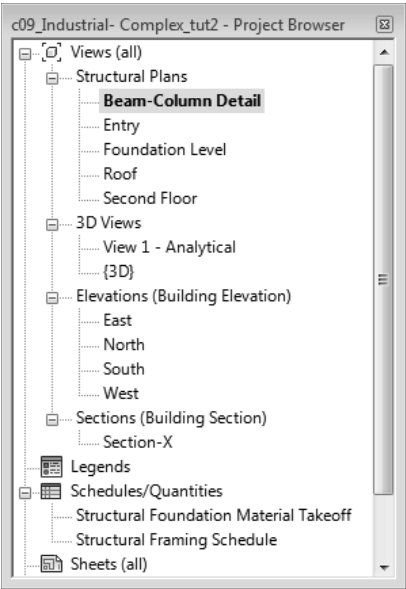 c09_Industrial- Complex_tut2 - Project Browser
Views (all)
Structural Plans
Beam-Column Detail
Entry
Foundation Level
Roof
Second Floor
3D Views
View 1 - Analytical
{3D}
Elevations (Building Elevation)
East
North
South
West
Sections (Building Section)
Section-X
Legends
Schedules/Quantities
Structural Foundation Material Takeoff
Structural Framing Schedule
Sheets (all)